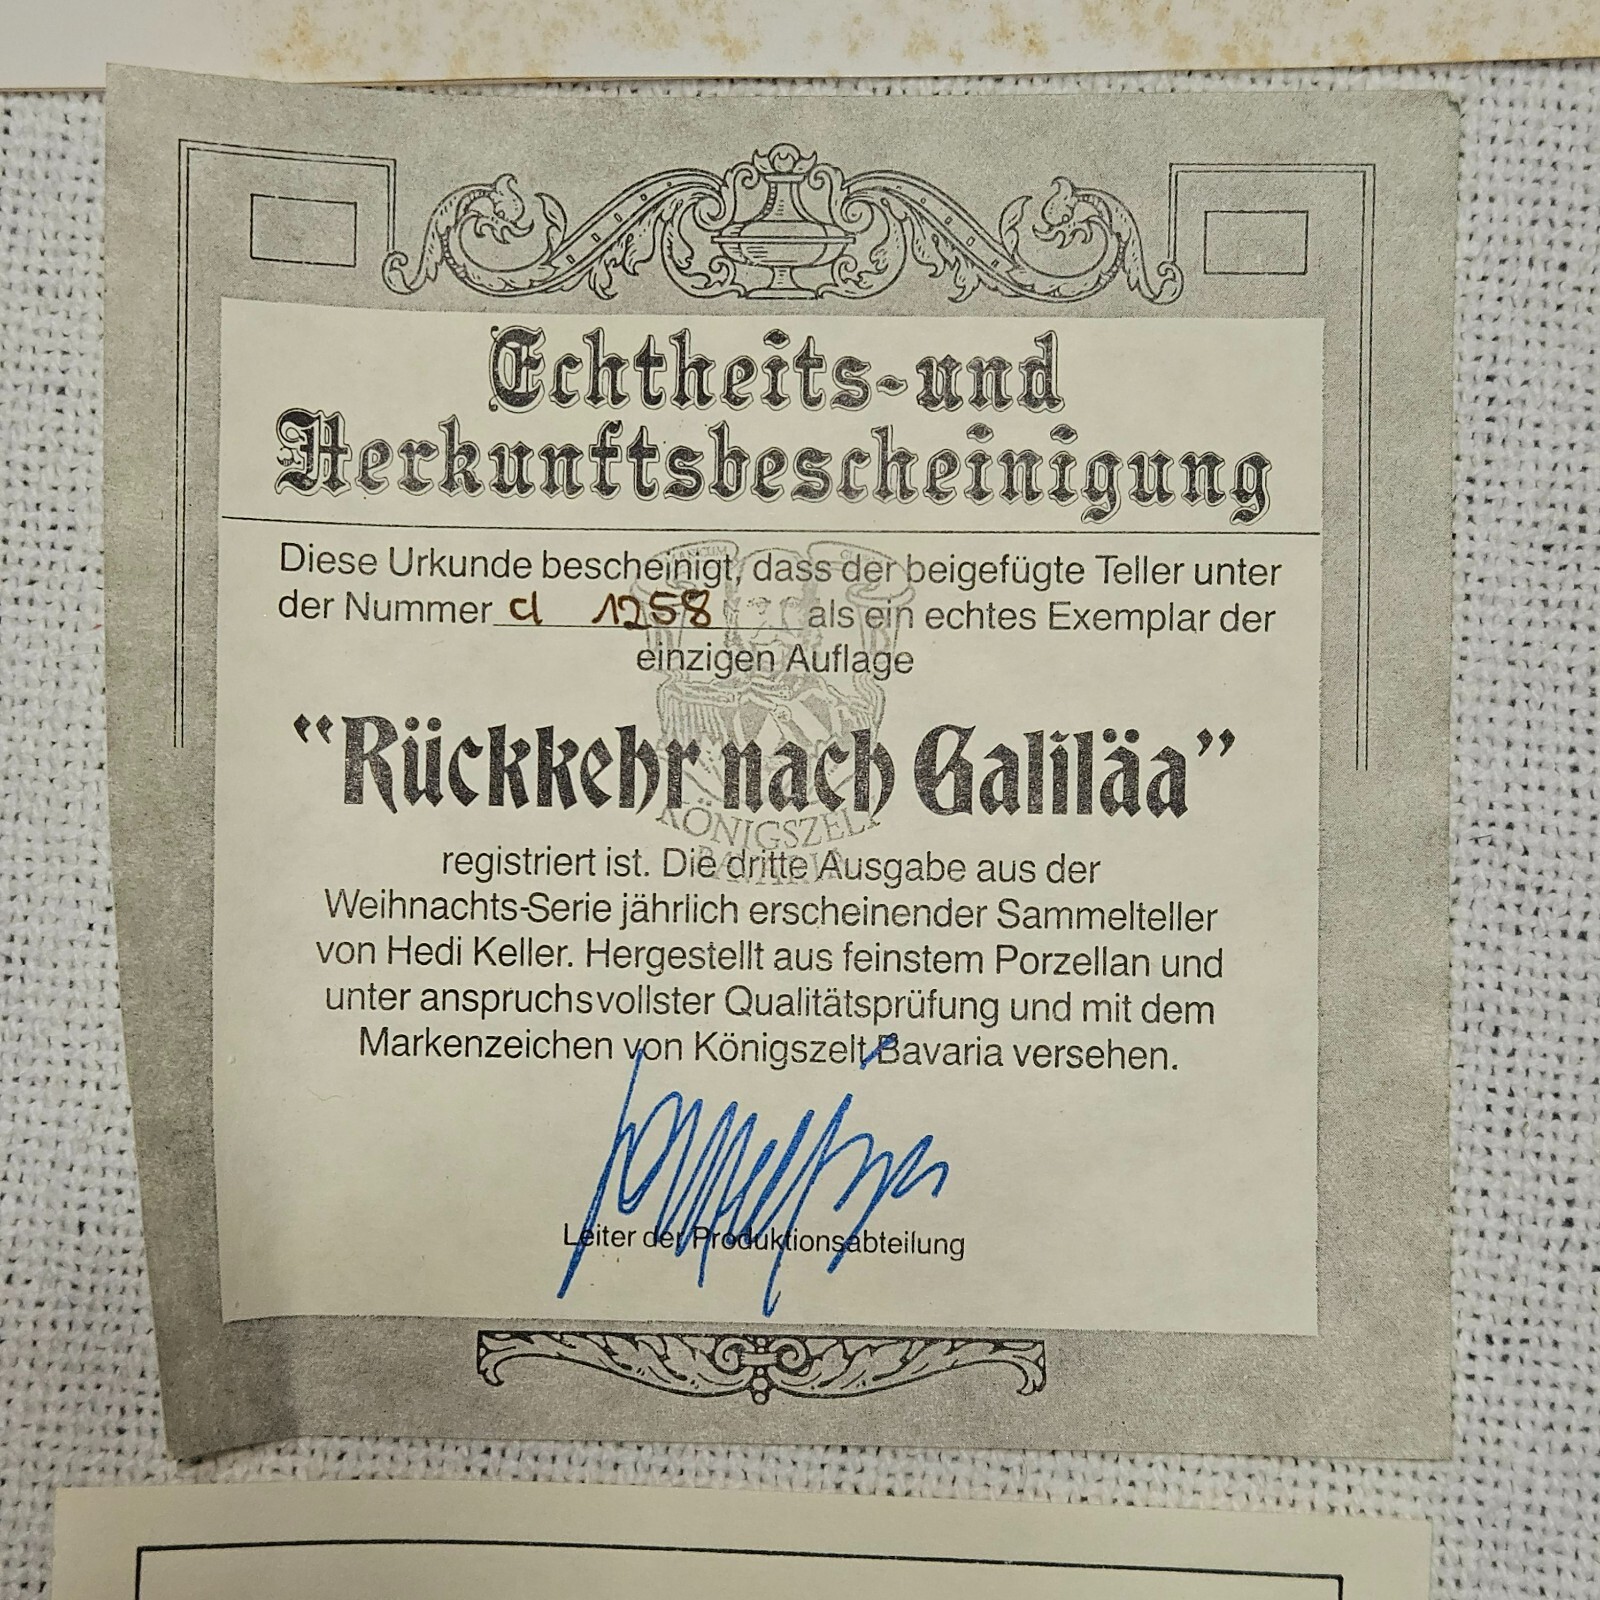 Echtheits-und
Herkunftsbescheinigung
Diese Urkunde bescheinigt, dass der beigefügte Teller unter
der Nummer d 1258 als ein echtes Exemplar der
einzigen Auflage
“Rückkehr nach Galiläa”
KÖNIGSZELT
BAVARIA
registriert ist. Die dritte Ausgabe aus der
Weihnachts-Serie jährlich erscheinender Sammelteller
von Hedi Keller. Hergestellt aus feinstem Porzellan und
unter anspruchsvollster Qualitätsprüfung und mit dem
Markenzeichen von Königszelt Bavaria versehen.
Leiter der Produktionsabteilung